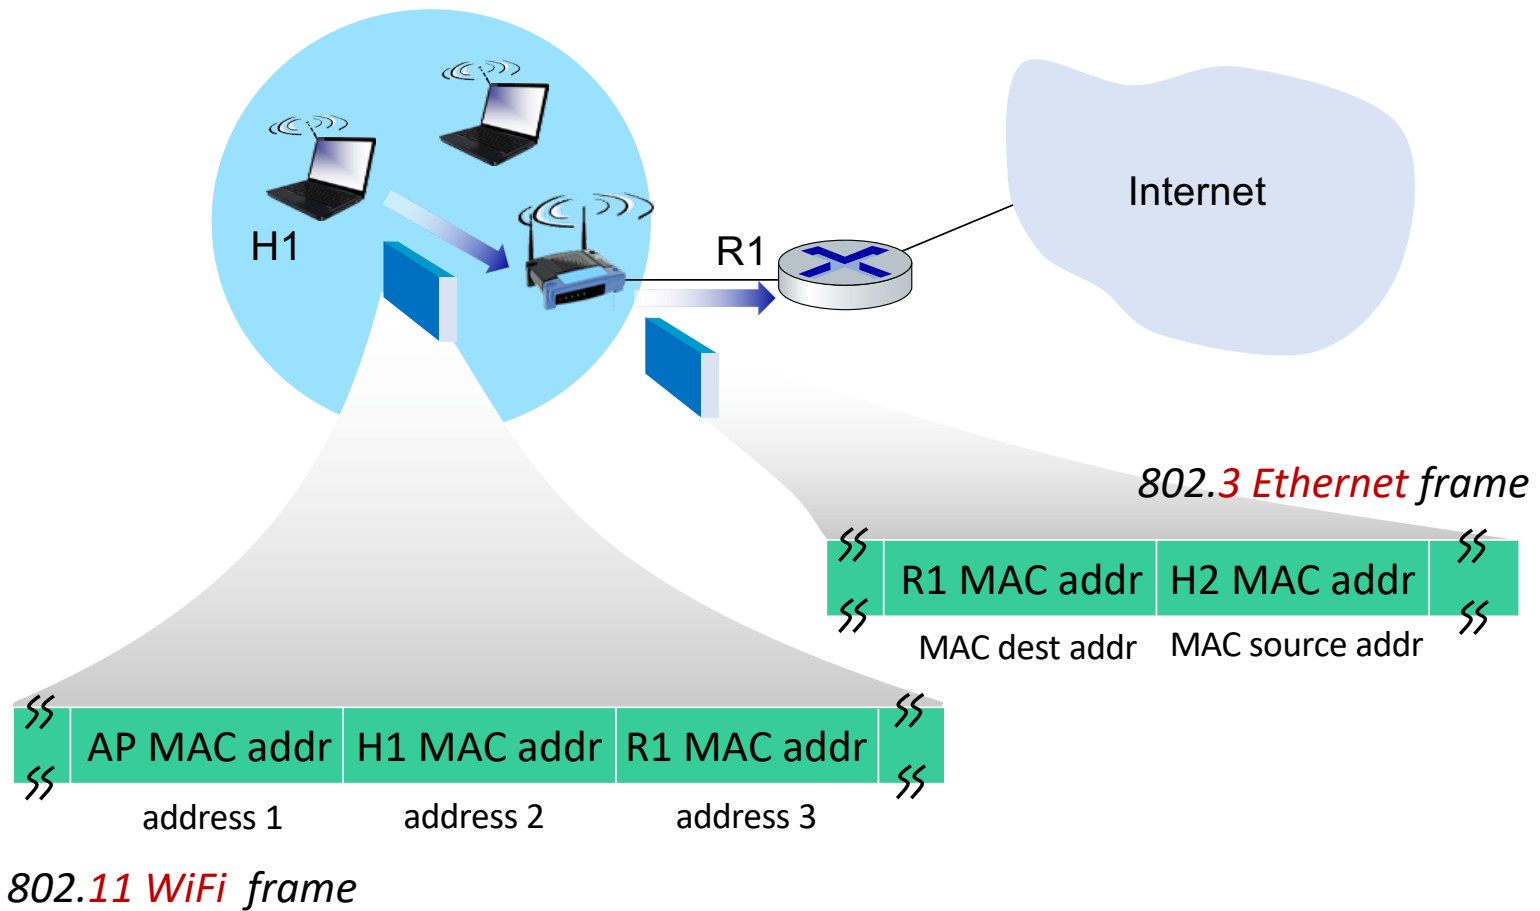 Internet
H1
R1
802.3 Ethernet frame
R1 MAC addr H2 MAC addr
MAC dest addr MAC source addr
AP MAC addr H1 MAC addr R1 MAC addr
address 1 address 2 address 3
802.11 WiFi frame